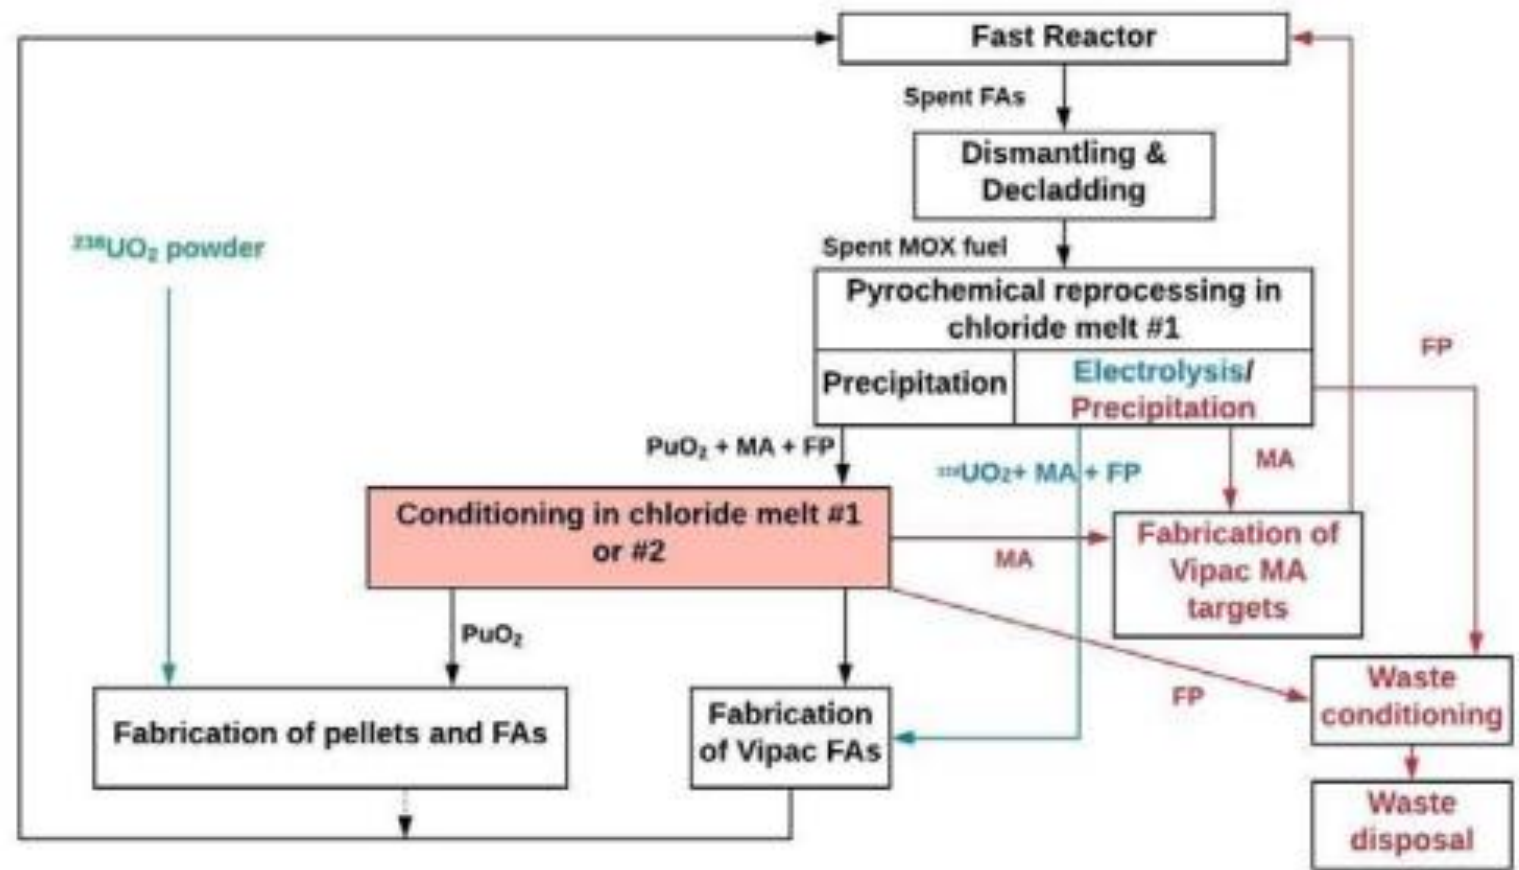 Fast Reactor
Spent FAs
Dismantling &
Decladding
²³⁸UO₂ powder
Spent MOX fuel
Pyrochemical reprocessing in
chloride melt #1
FP
Precipitation
Electrolysis/
Precipitation
PuO₂ + MA + FP
UO₂+ MA + FP
MA
Conditioning in chloride melt #1
or #2
MA
Fabrication of
Vipac MA
targets
PuO₂
FP
Waste
conditioning
Fabrication of pellets and FAs
Fabrication
of Vipac FAs
Waste
disposal